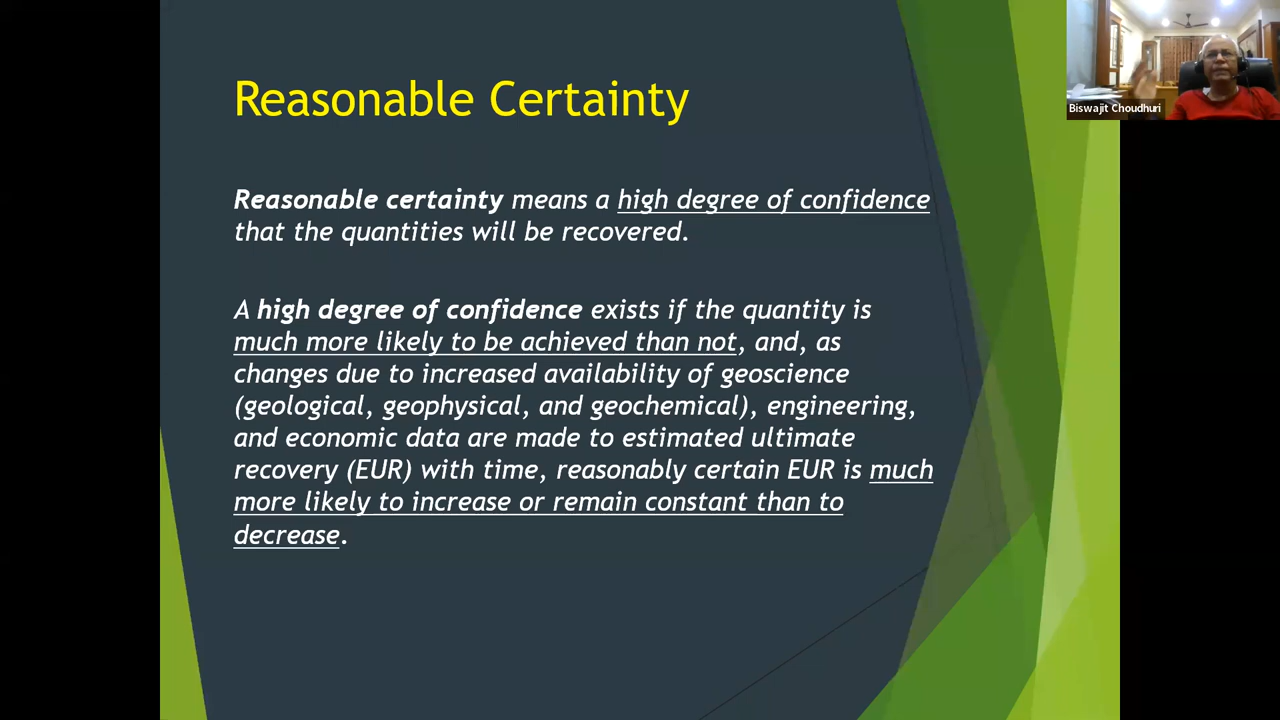 Reasonable Certainty
Reasonable certainty means a high degree of confidence
that the quantities will be recovered.
A high degree of confidence exists if the quantity is
much more likely to be achieved than not, and, as
changes due to increased availability of geoscience
(geological, geophysical, and geochemical), engineering,
and economic data are made to estimated ultimate
recovery (EUR) with time, reasonably certain EUR is much
more likely to increase or remain constant than to
decrease.
Biswajit Choudhuri